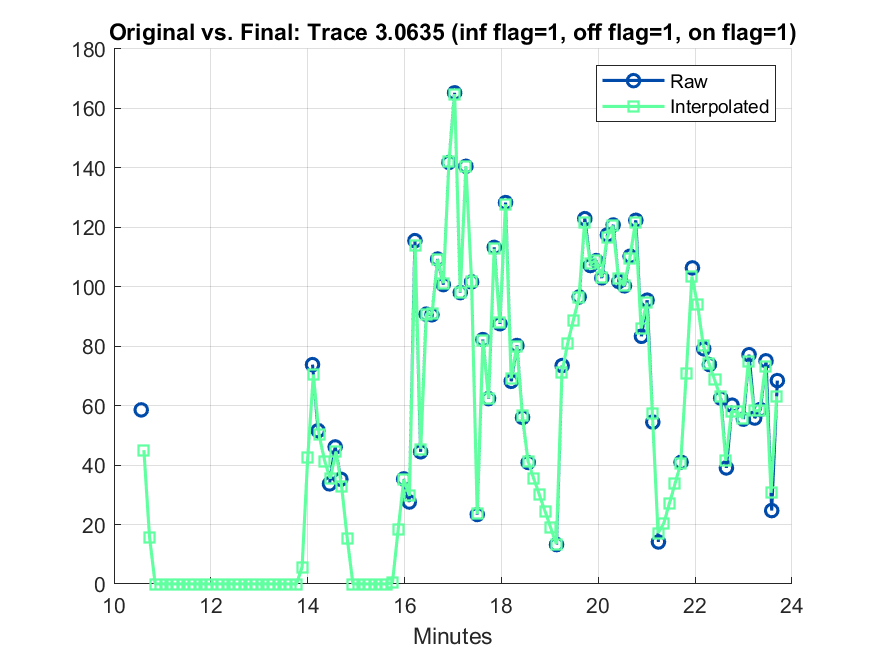 Original vs. Final: Trace 3.0635 (inf flag=1, off flag=1, on flag=1)
180
160
140
120
100
80
60
40
20
0
Raw
Interpolated
10 12 14 16 18 20 22 24
Minutes